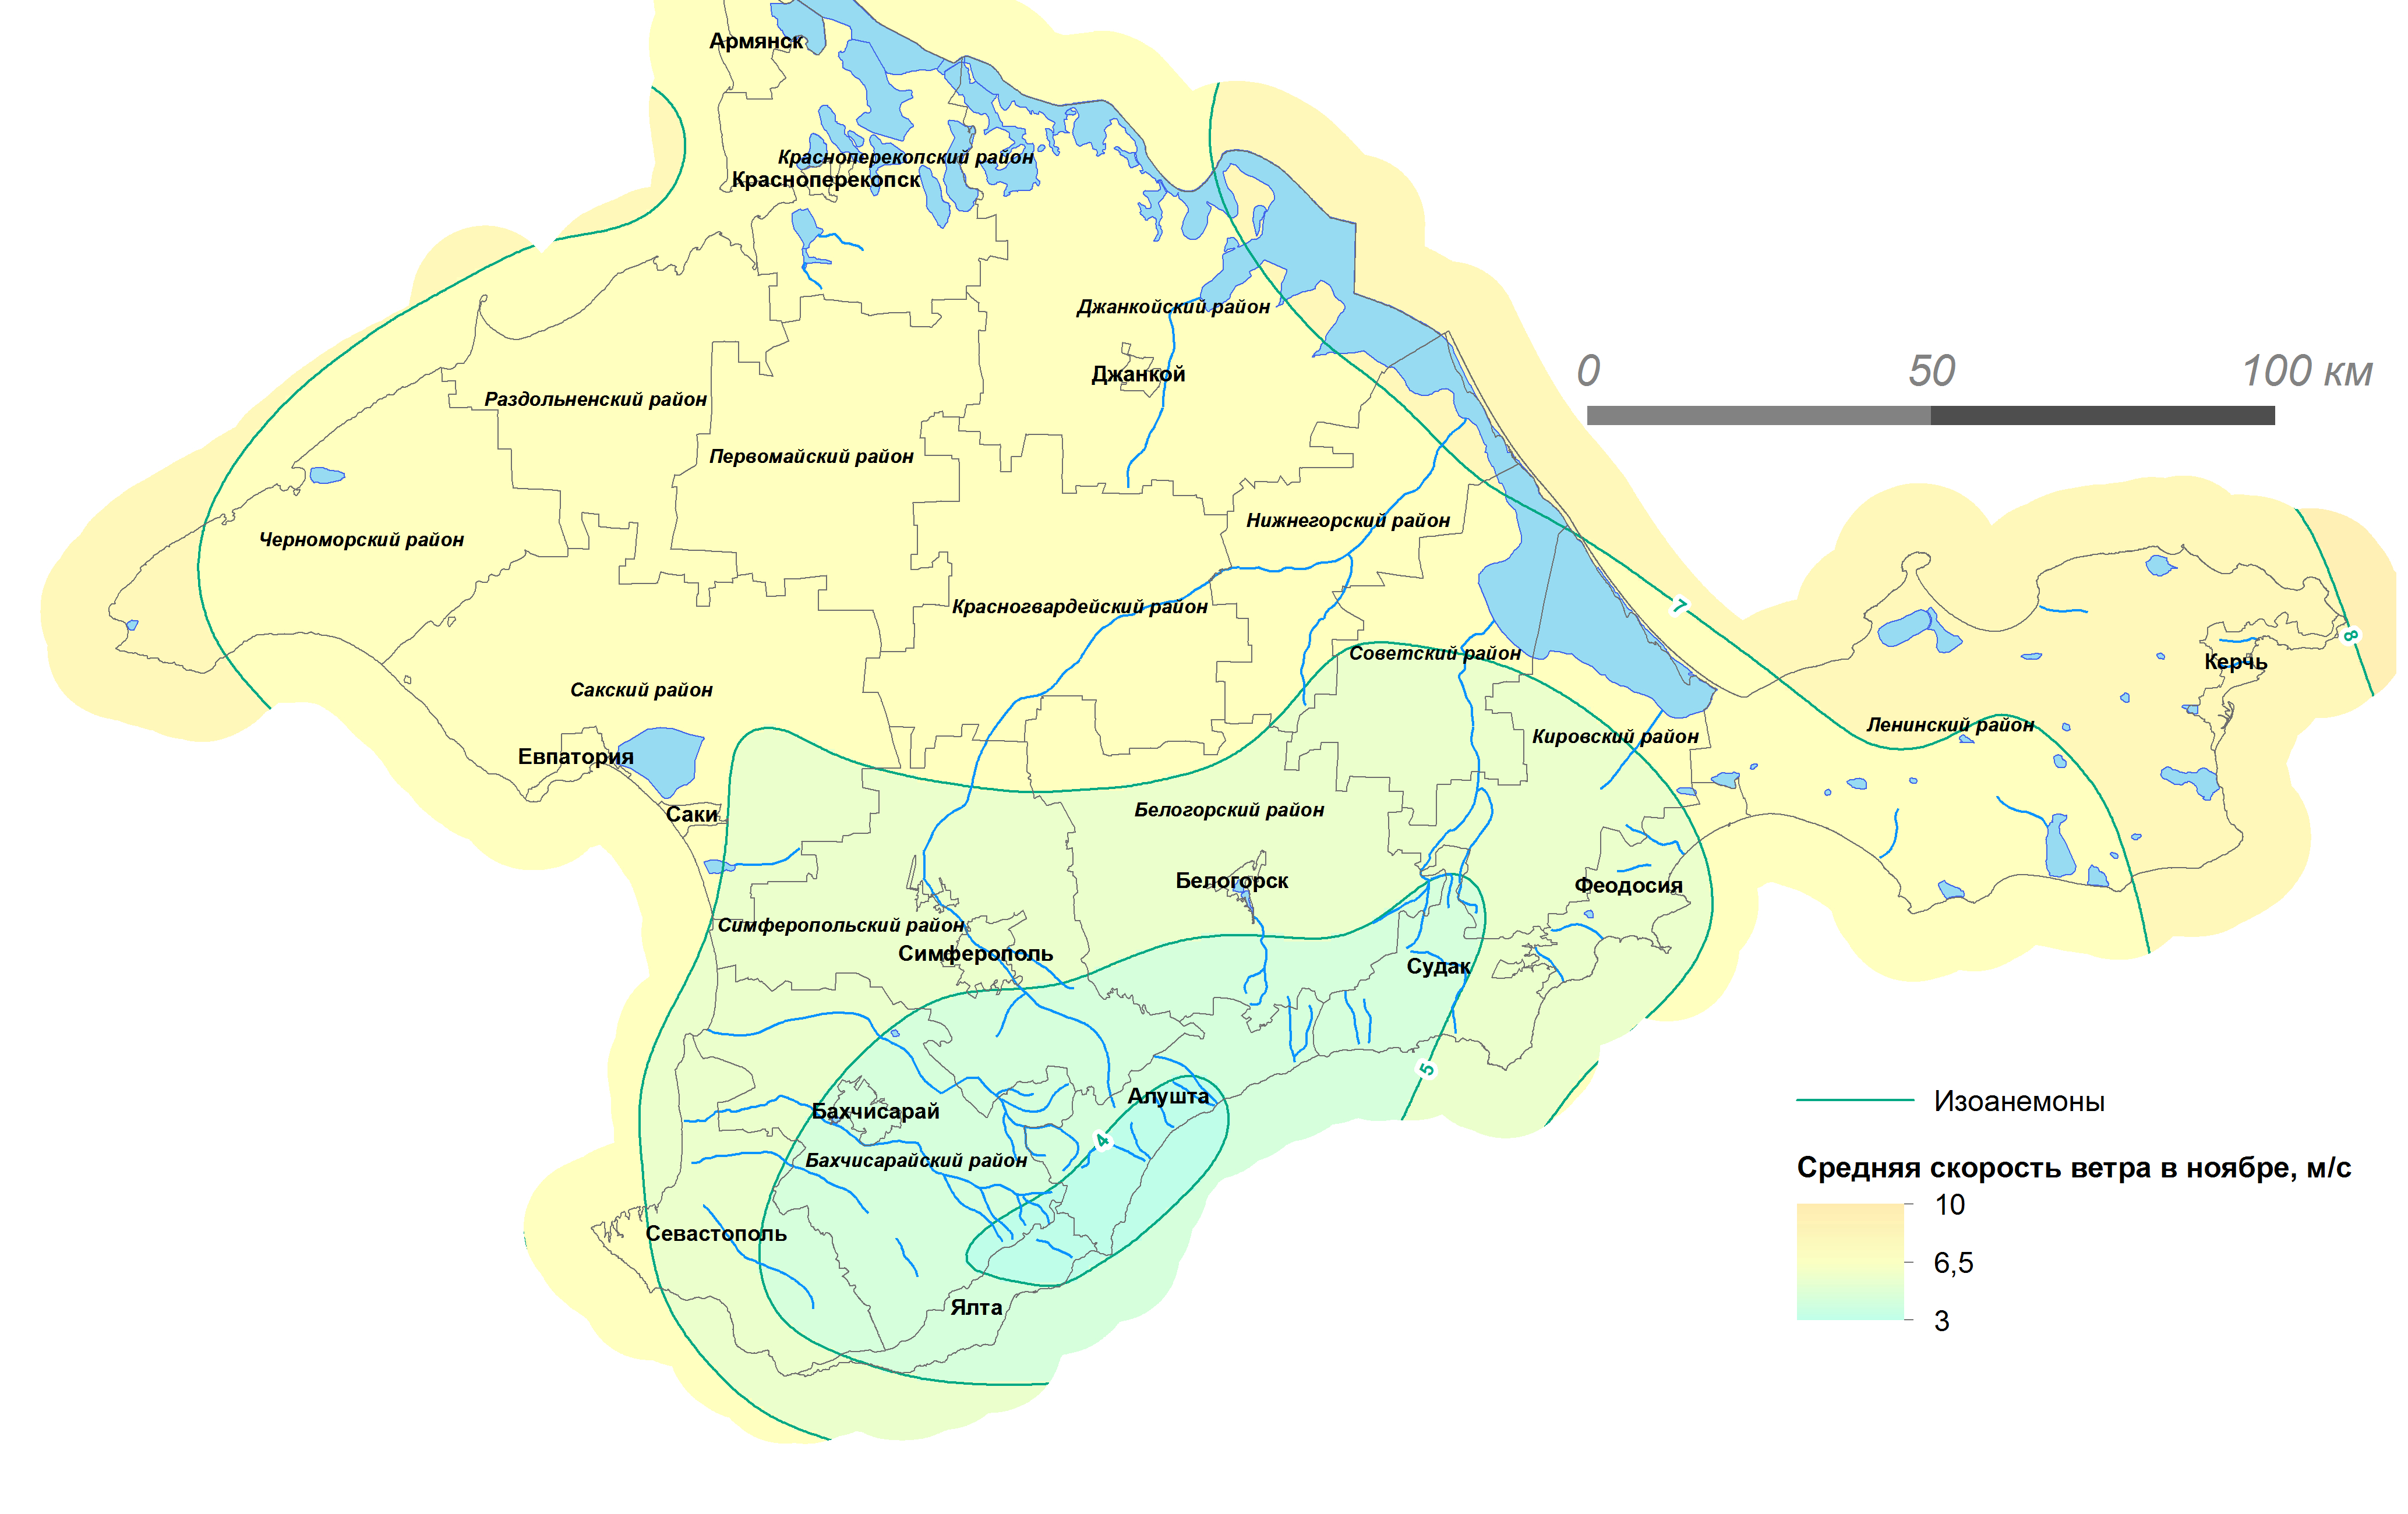 Армянск
Красноперекопский район
Красноперекопск
Джанкойский район
0 50 100 км
Джанкой
Раздольненский район
Первомайский район
Нижнегорский район
Черноморский район
Красногвардейский район
7
8
Советский район
Керчь
Сакский район
Ленинский район
Кировский район
Евпатория
Белогорский район
Саки
Белогорск
Феодосия
Симферопольский район
Симферополь
Судак
5
Алушта
Изоанемоны
Бахчисарай
4
Бахчисарайский район
Средняя скорость ветра в ноябре, м/с
10
Севастополь
6,5
Ялта
3